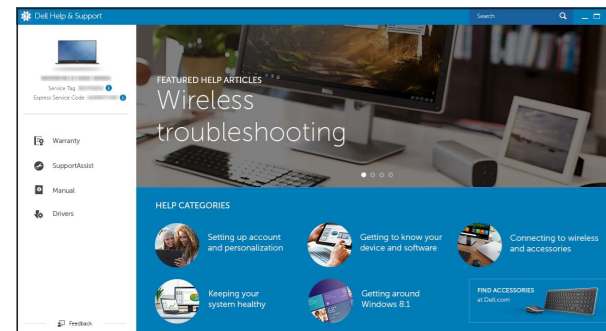 Dell Help & Support
Search
Service Tag
Express Service Code
Warranty
SupportAssist
Manual
Drivers
Feedback
FEATURED HELP ARTICLES
Wireless
troubleshooting
HELP CATEGORIES
Setting up account
and personalization
Getting to know your
device and software
Connecting to wireless
and accessories
Keeping your
system healthy
Getting around
Windows 8.1
FIND ACCESSORIES
at Dell.com